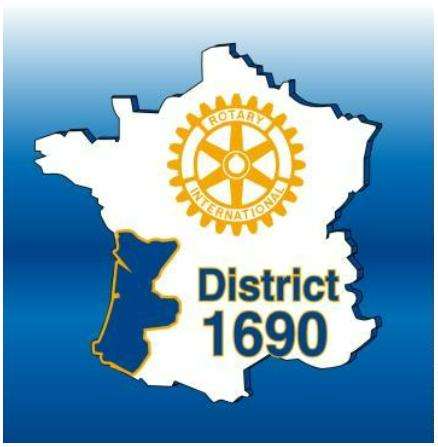 ROTARY
INTERNATIONAL
District
1690